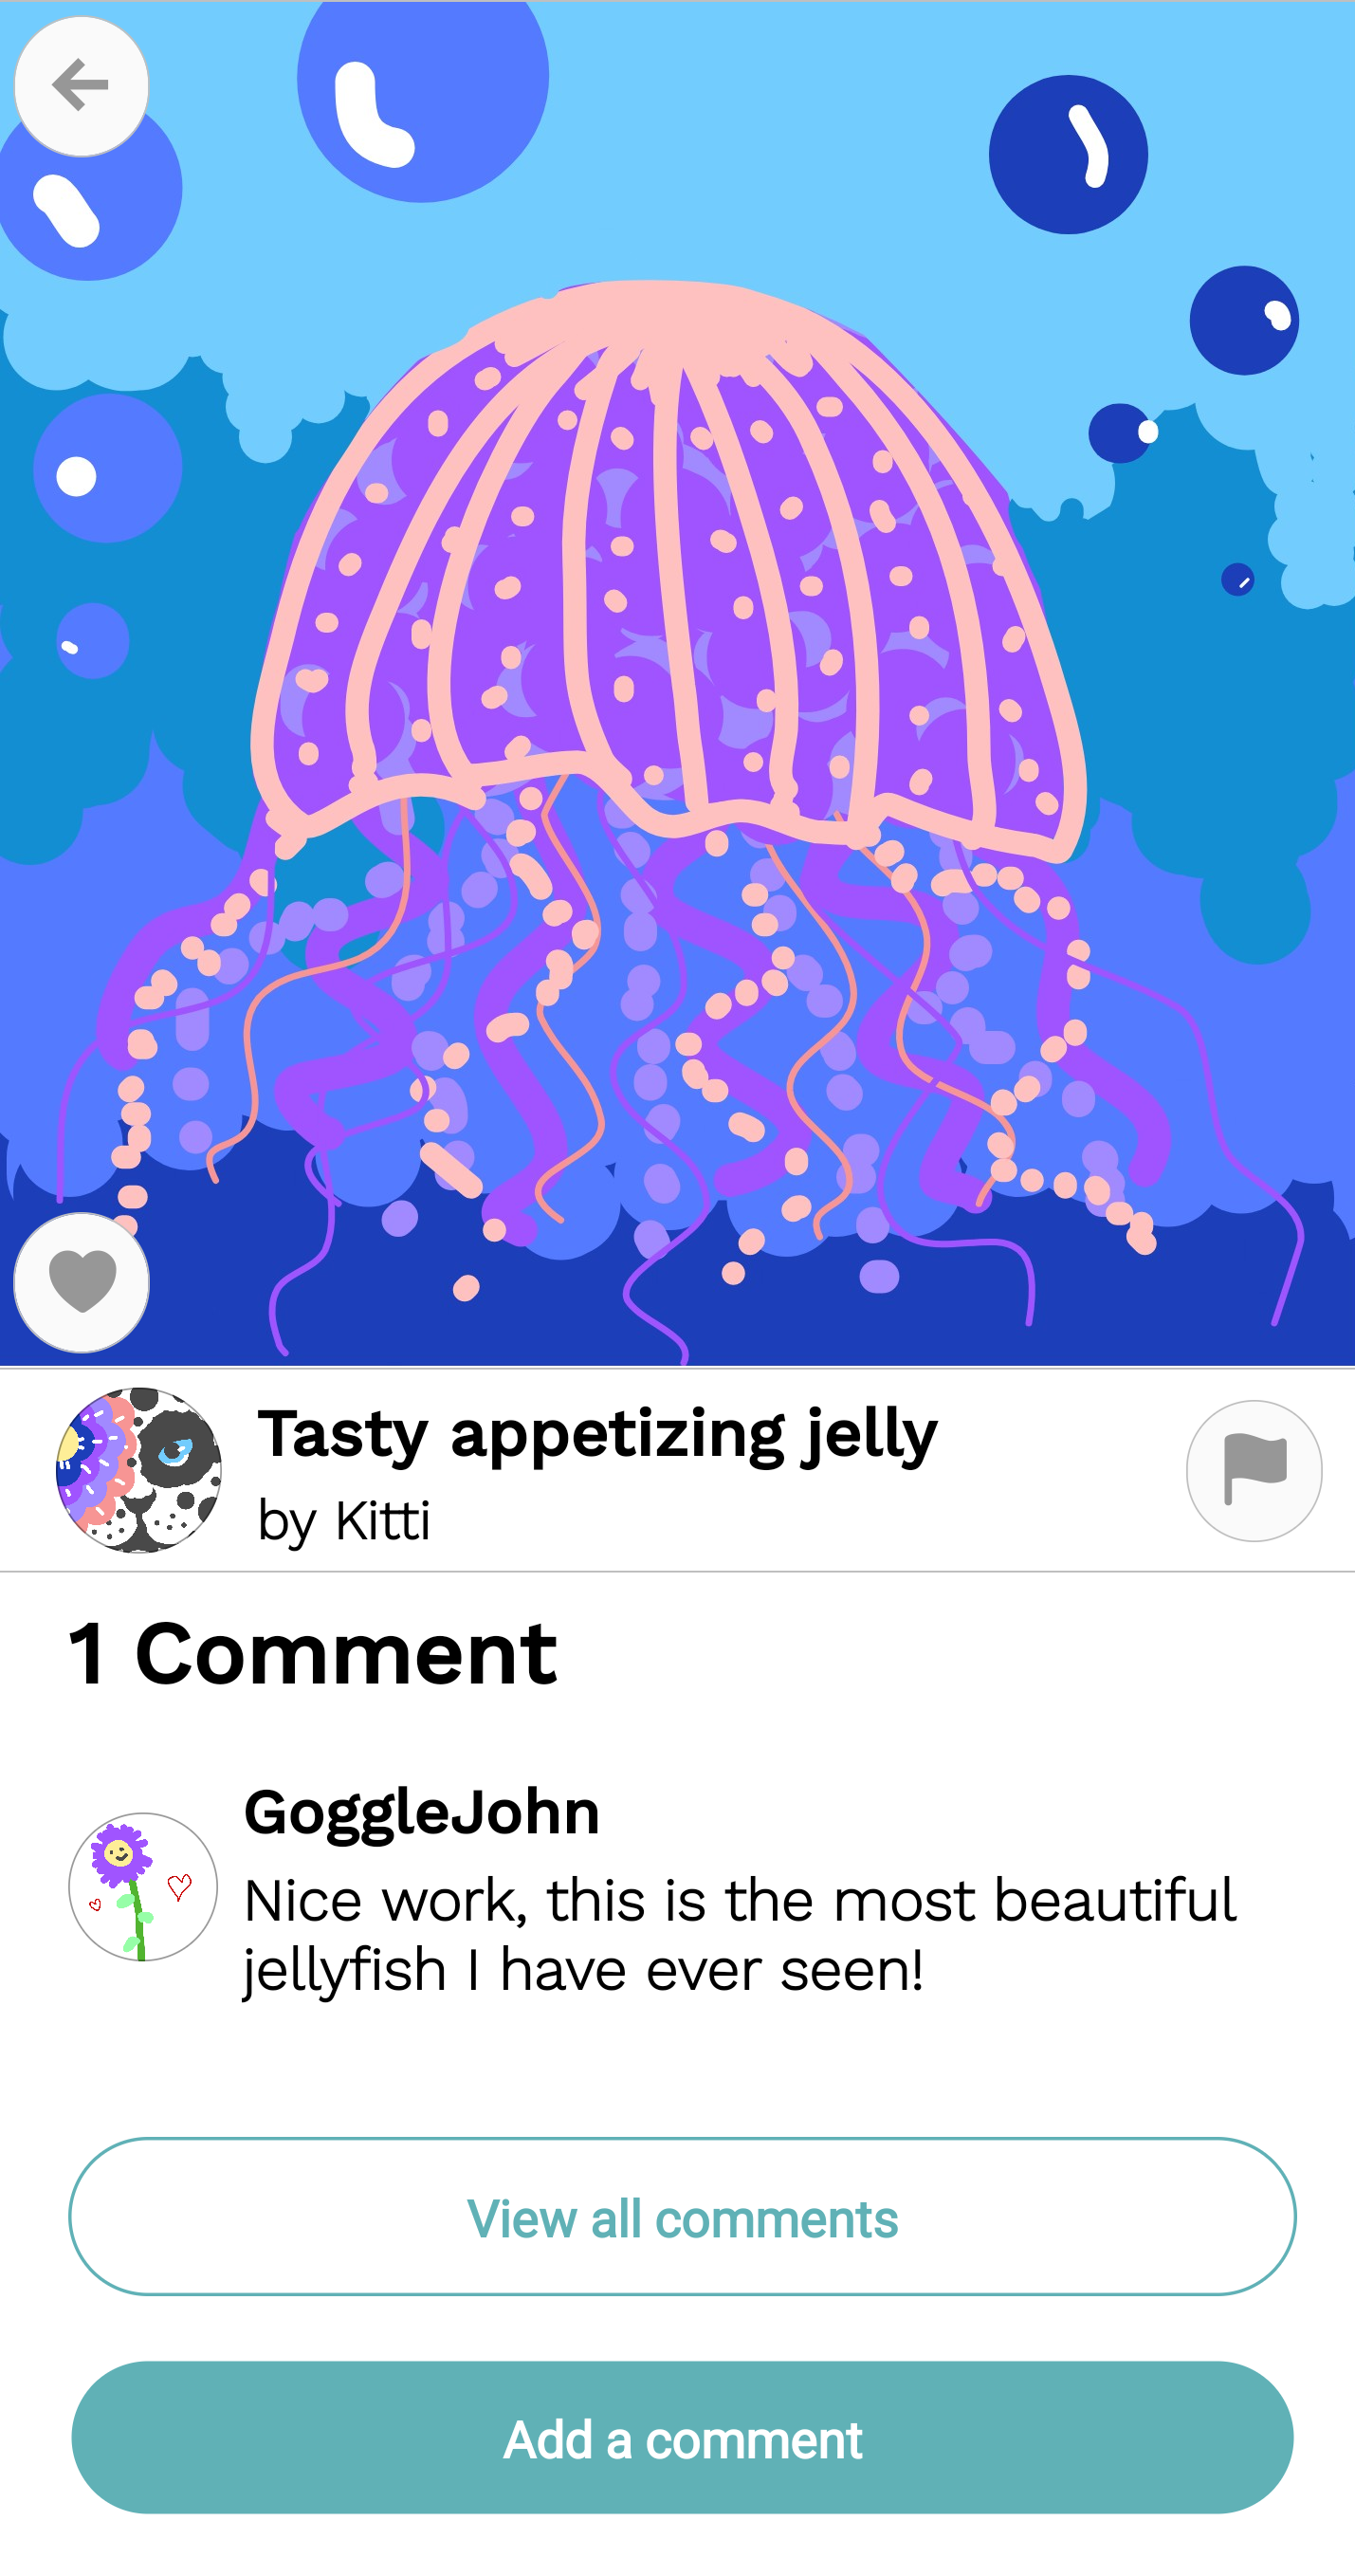 Tasty appetizing jelly
by Kitti
1 Comment
GoggleJohn
Nice work, this is the most beautiful
jellyfish I have ever seen!
View all comments
Add a comment